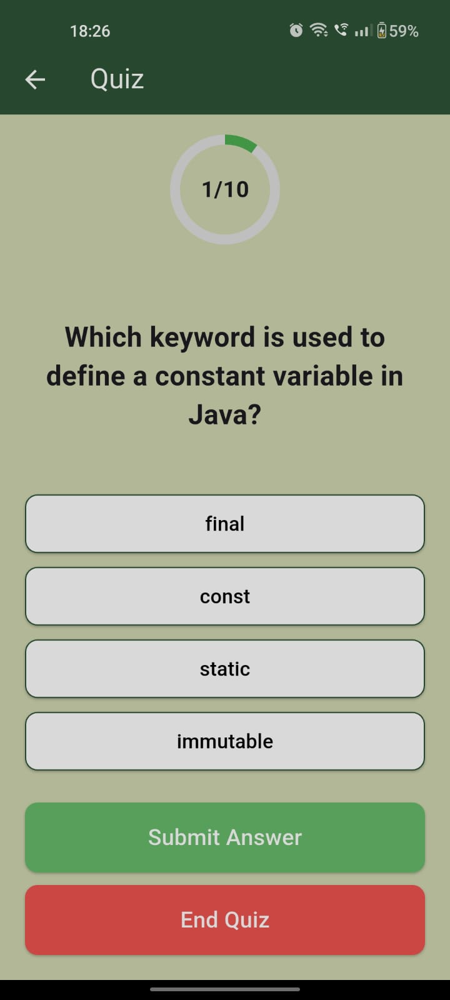 18:26
59%
Quiz
1/10
Which keyword is used to
define a constant variable in
Java?
final
const
static
immutable
Submit Answer
End Quiz